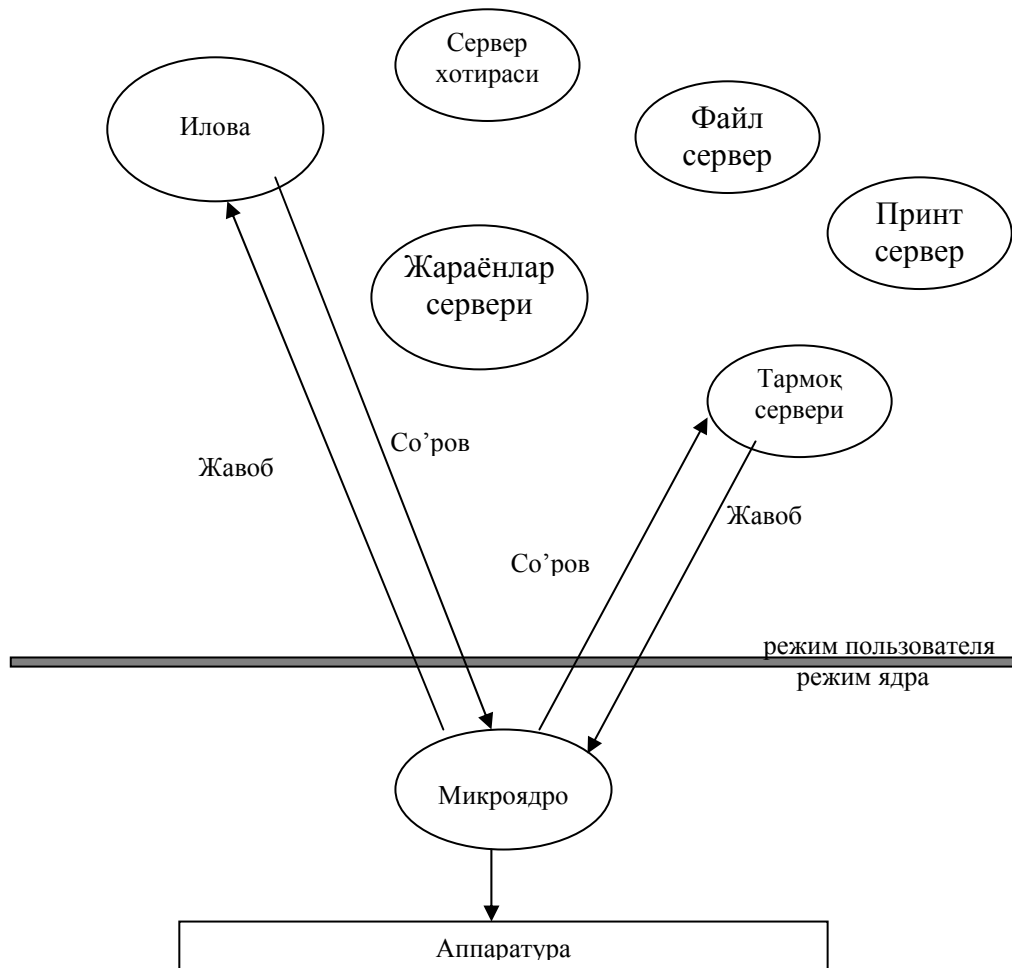 Сервер
хотираси
Илова
Файл
сервер
Принт
сервер
Жараёнлар
сервери
Тармоқ
сервери
Со’ров
Жавоб
Жавоб
Со’ров
режим пользователя
режим ядра
Микроядро
Аппаратура